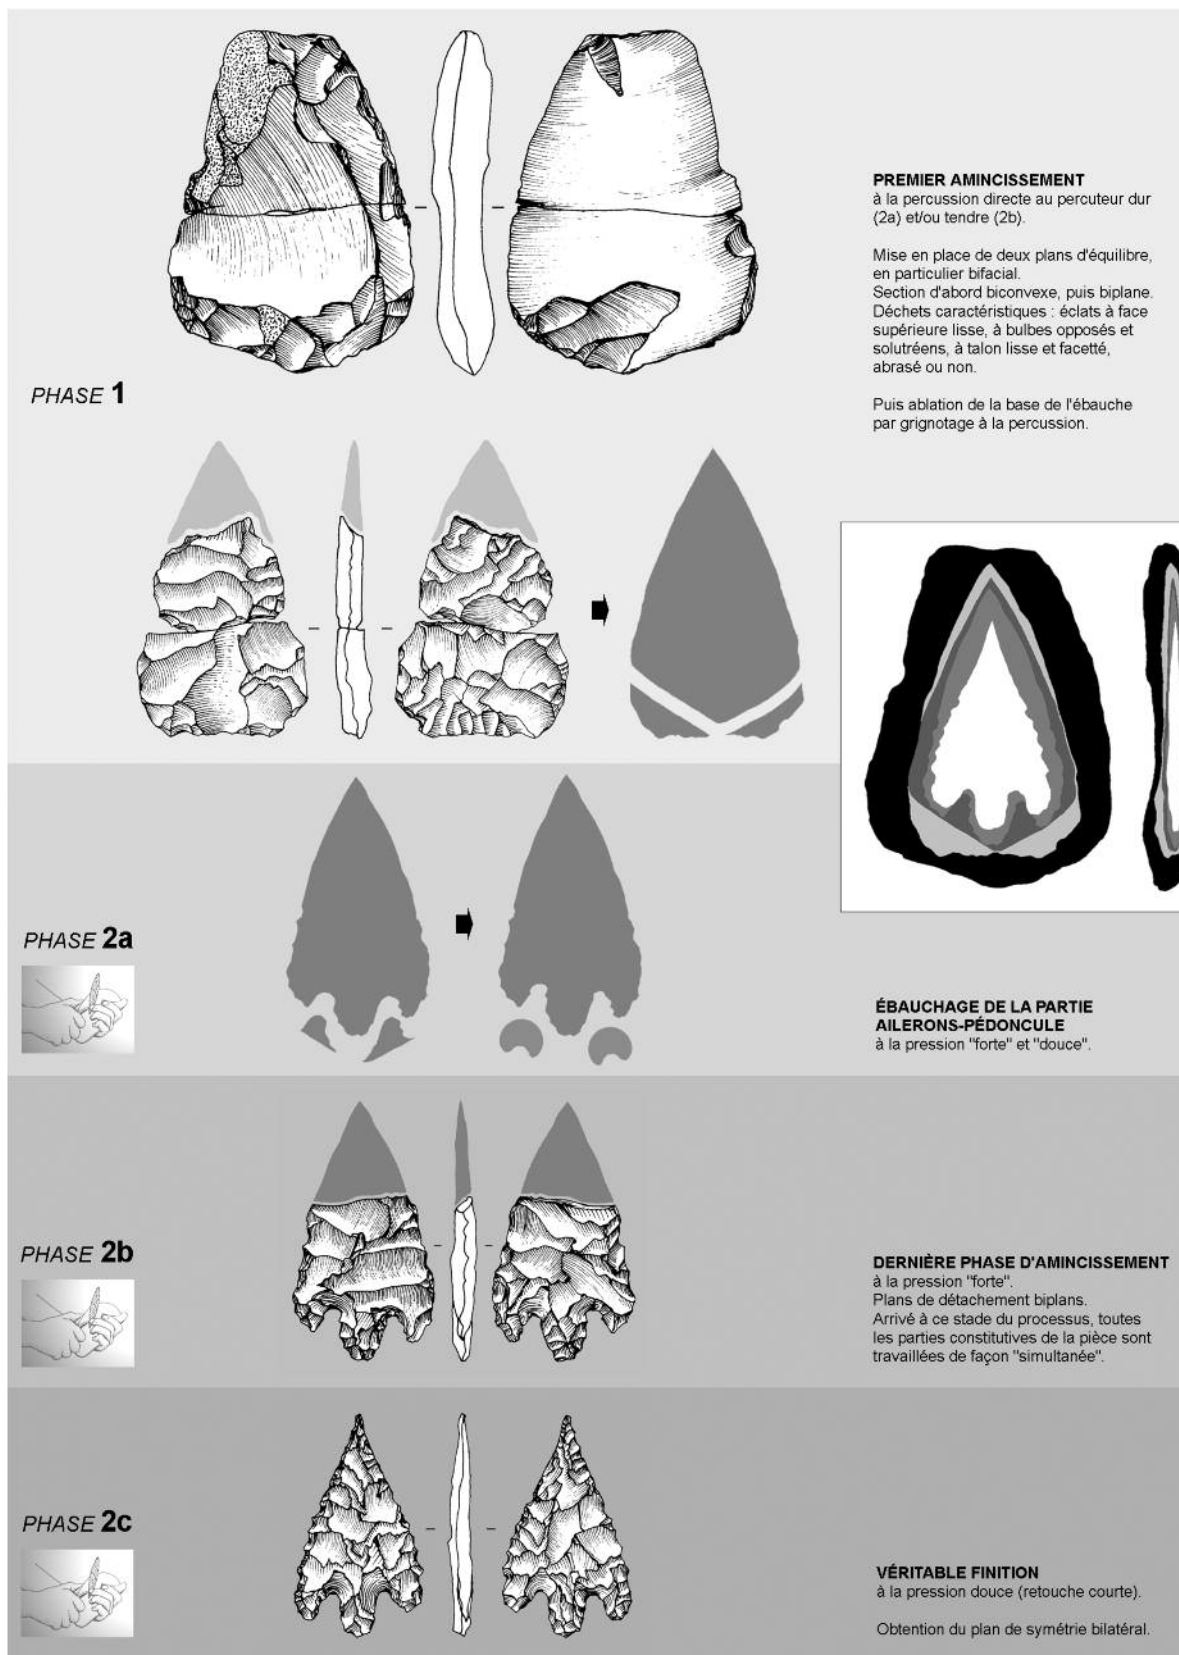 PREMIER AMINCISSEMENT
à la percussion directe au percuteur dur
(2a) et/ou tendre (2b).
Mise en place de deux plans d'équilibre,
en particulier bifacial.
Section d'abord biconvexe, puis biplane.
Déchets caractéristiques : éclats à face
supérieure lisse, à bulbes opposés et
solutréens, à talon lisse et facetté,
abrasé ou non.
PHASE 1
Puis ablation de la base de l'ébauche
par grignotage à la percussion.
PHASE 2a
ÉBAUCHAGE DE LA PARTIE
AILERONS-PÉDONCULE
à la pression "forte" et "douce".
PHASE 2b
DERNIÈRE PHASE D'AMINCISSEMENT
à la pression "forte".
Plans de détachement biplans.
Arrivé à ce stade du processus, toutes
les parties constitutives de la pièce sont
travaillées de façon "simultanée".
PHASE 2c
VÉRITABLE FINITION
à la pression douce (retouche courte).
Obtention du plan de symétrie bilatéral.